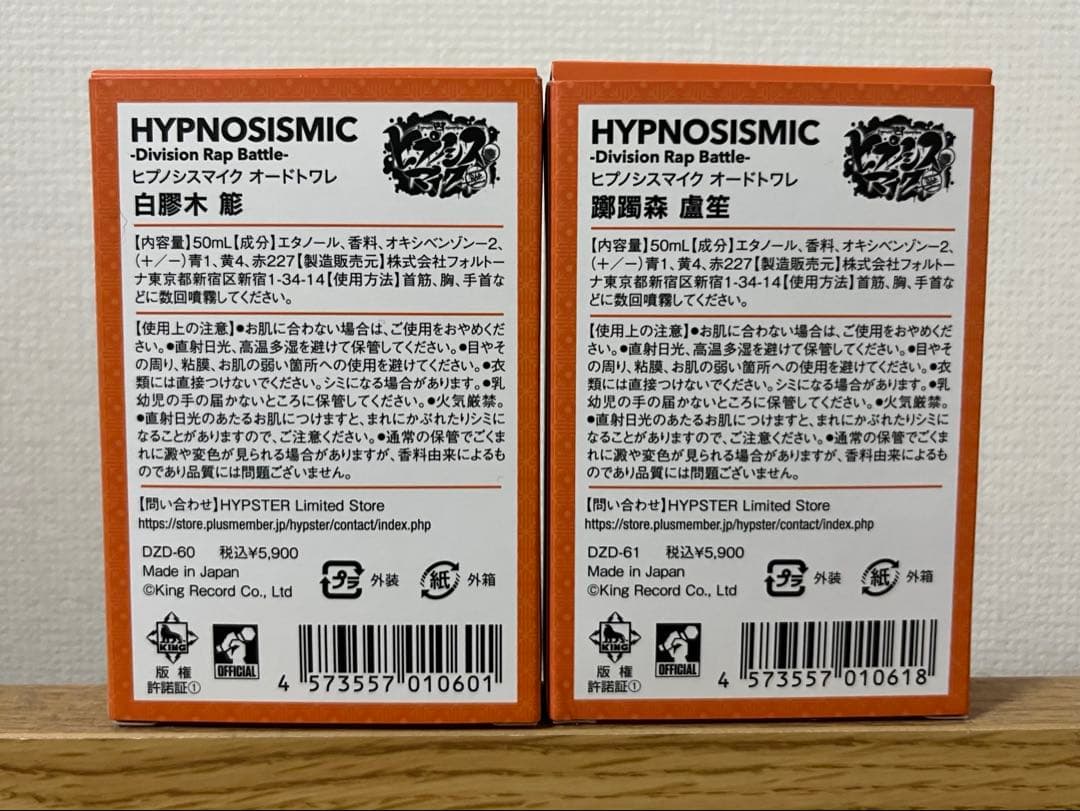 HYPNOSISMIC
-Division Rap Battle-
ヒプノシスマイク オードトワレ
白膠木 簓
【内容量】50mL【成分】エタノール、香料、オキシベンゾン−2、
(+/−)青1、黄4、赤227【製造販売元】株式会社フォルトー
ナ東京都新宿区新宿1-34-14【使用方法】首筋、胸、手首な
どに数回噴霧してください。
【使用上の注意】●お肌に合わない場合は、ご使用をおやめくだ
さい。●直射日光、高温多湿を避けて保管してください。●目やそ
の周り、粘膜、お肌の弱い箇所への使用を避けてください。●衣
類には直接つけないでください。シミになる場合があります。●乳
幼児の手の届かないところに保管してください。●火気厳禁。
●直射日光のあたるお肌につけますと、まれにかぶれたりシミに
なることがありますので、ご注意ください。●通常の保管でごくま
れに澱や変色が見られる場合がありますが、香料由来によるも
のであり品質には問題ございません。
【問い合わせ】HYPSTER Limited Store
https://store.plusmember.jp/hypster/contact/index.php
DZD-60 税込¥5,900
Made in Japan
©King Record Co., Ltd
プラ 外装
紙 外箱
KING
版権
許諾証①
OFFICIAL
4 573557 010601
ヒプノシス
マイク
HYPNOSISMIC
-Division Rap Battle-
ヒプノシスマイク オードトワレ
躑躅森 盧笙
【内容量】50mL【成分】エタノール、香料、オキシベンゾン−2、
(+/−)青1、黄4、赤227【製造販売元】株式会社フォルトー
ナ東京都新宿区新宿1-34-14【使用方法】首筋、胸、手首な
どに数回噴霧してください。
【使用上の注意】●お肌に合わない場合は、ご使用をおやめくだ
さい。●直射日光、高温多湿を避けて保管してください。●目やそ
の周り、粘膜、お肌の弱い箇所への使用を避けてください。●衣
類には直接つけないでください。シミになる場合があります。●乳
幼児の手の届かないところに保管してください。●火気厳禁。
●直射日光のあたるお肌につけますと、まれにかぶれたりシミに
なることがありますので、ご注意ください。●通常の保管でごくま
れに澱や変色が見られる場合がありますが、香料由来によるも
のであり品質には問題ございません。
【問い合わせ】HYPSTER Limited Store
https://store.plusmember.jp/hypster/contact/index.php
DZD-61 税込¥5,900
Made in Japan
©King Record Co., Ltd
プラ 外装
紙 外箱
KING
版権
許諾証①
OFFICIAL
4 573557 010618
ヒプノシス
マイク